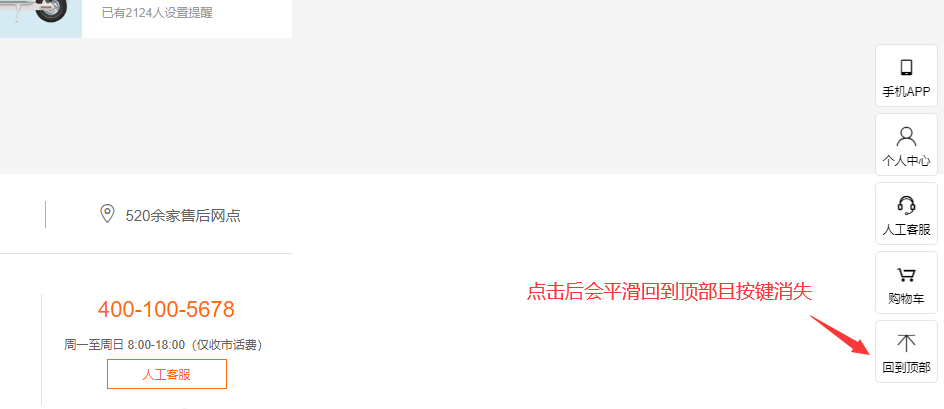 已有2124人设置提醒
手机APP
个人中心
520余家售后网点
人工客服
点击后会平滑回到顶部且按键消失
购物车
400-100-5678
周一至周日 8:00-18:00（仅收市话费）
回到顶部
人工客服